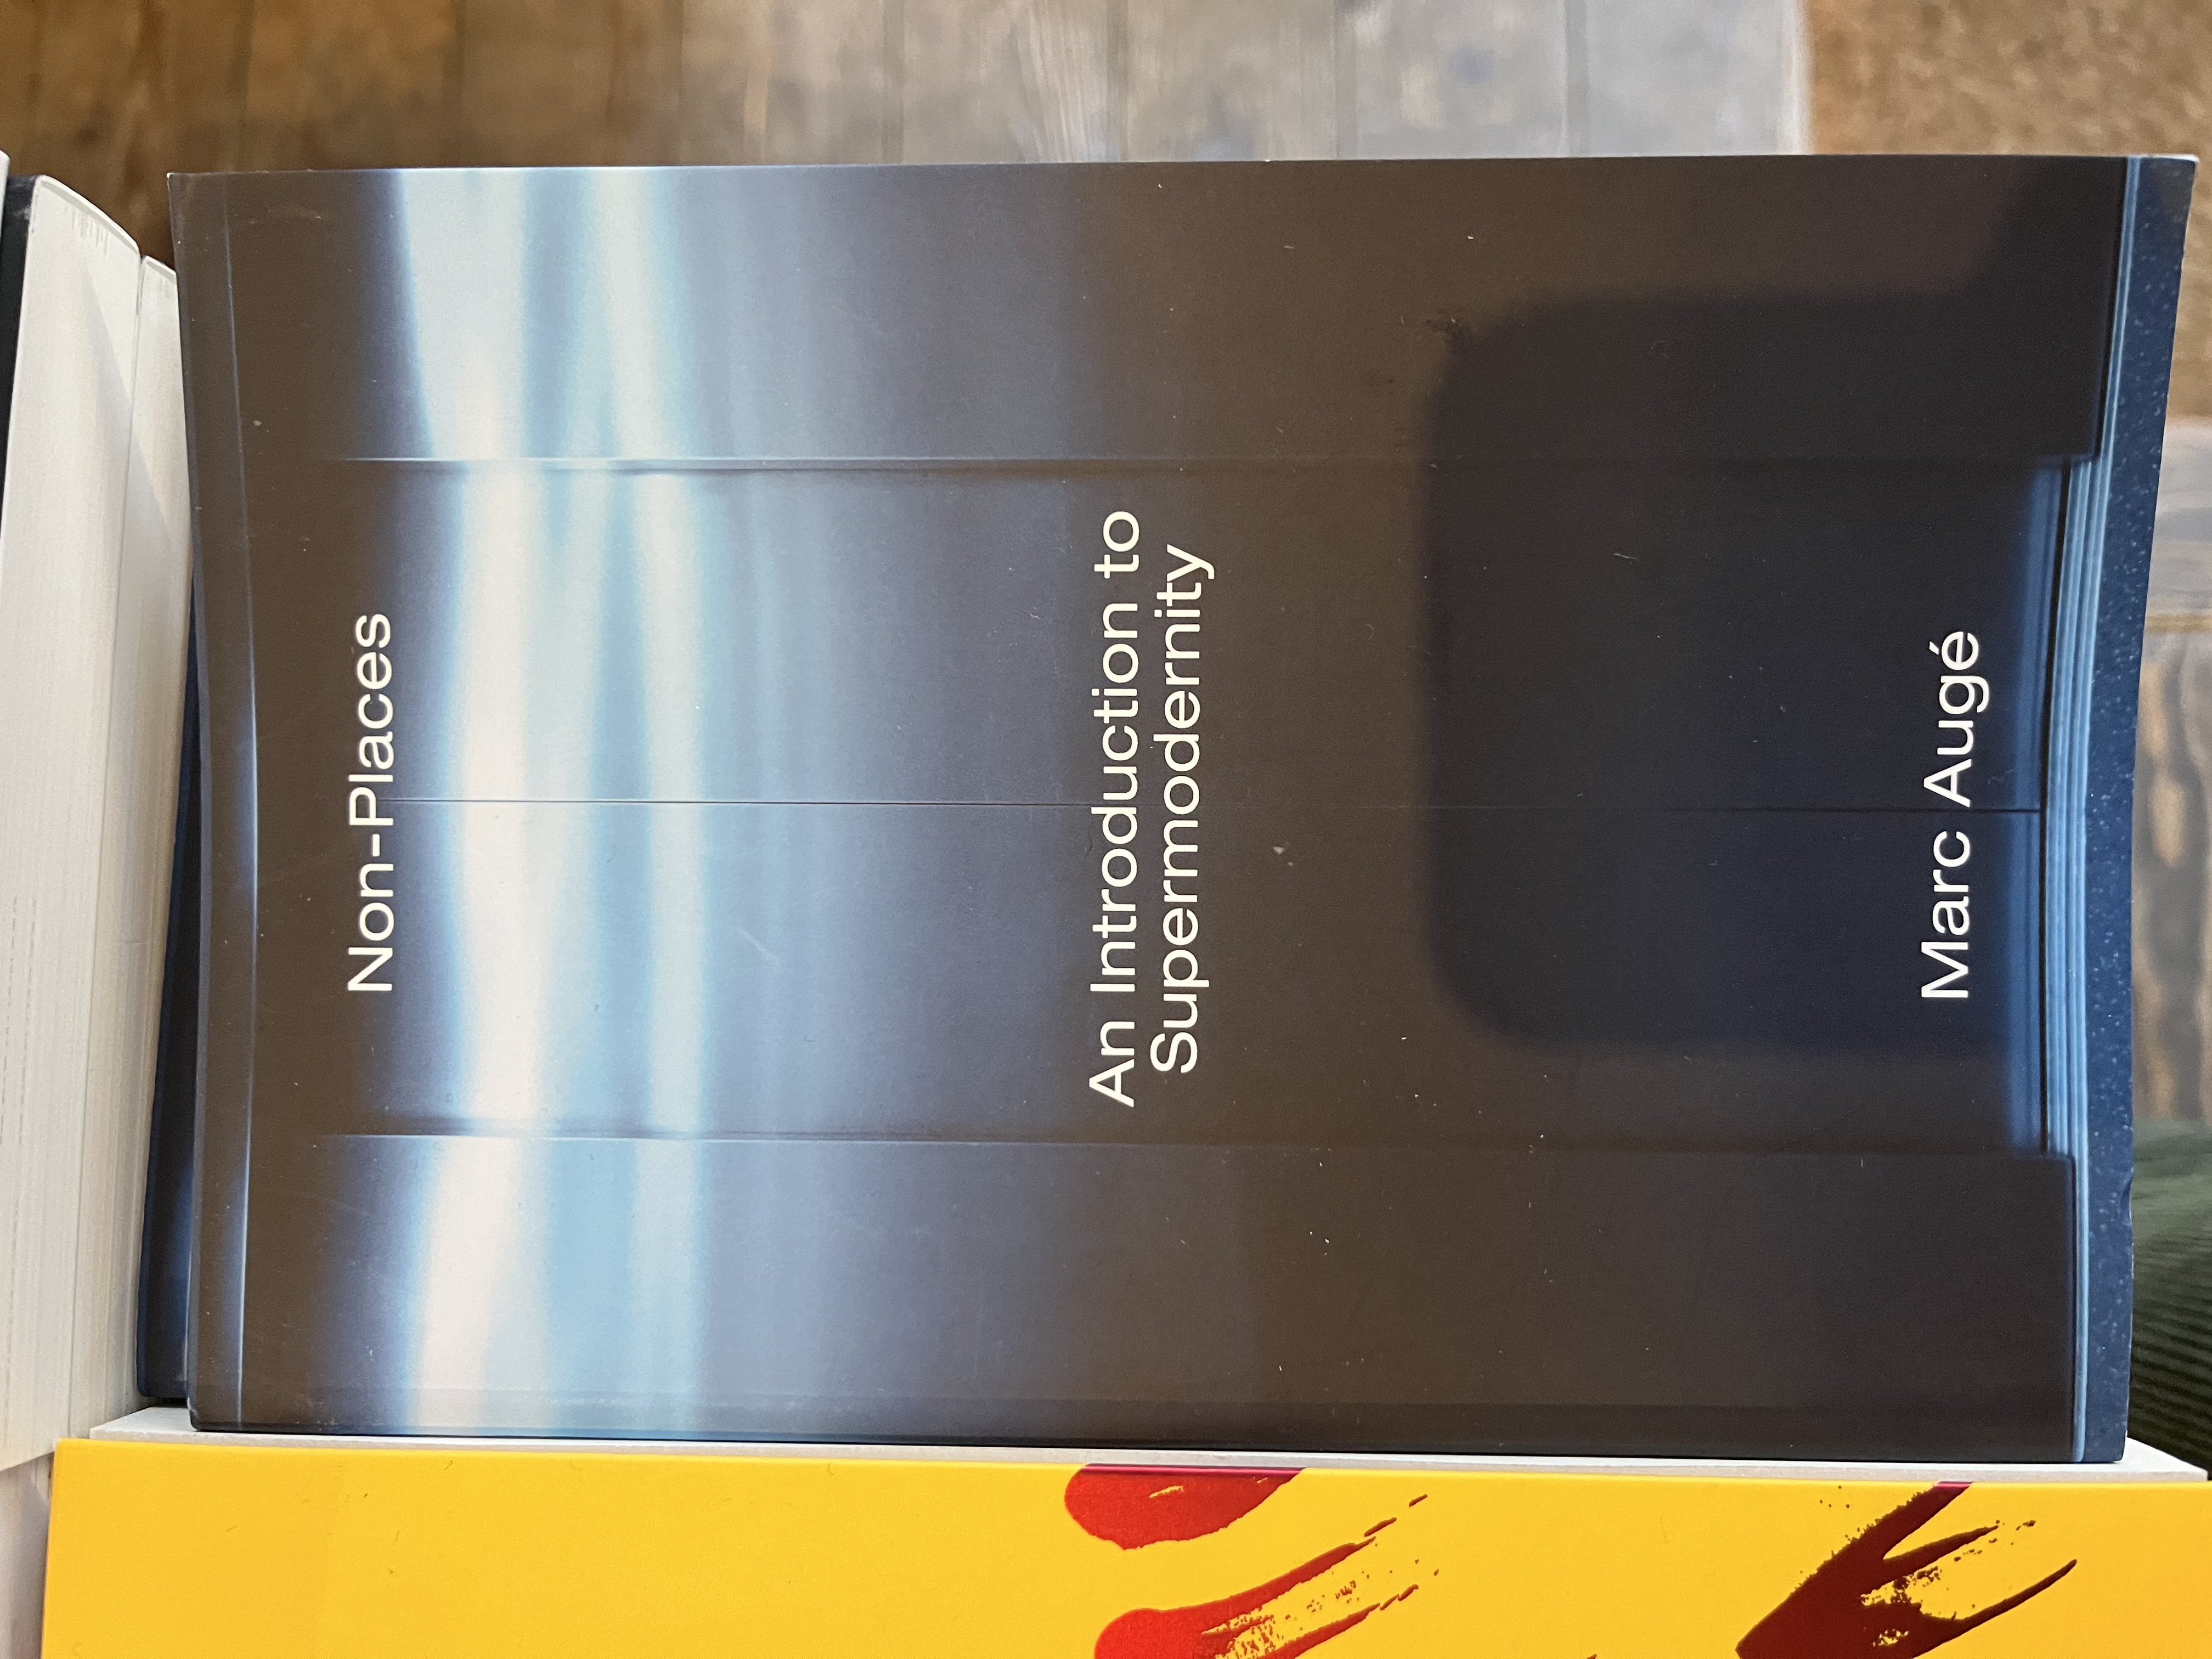 Non-Places
An Introduction to
Supermodernity
Marc Augé